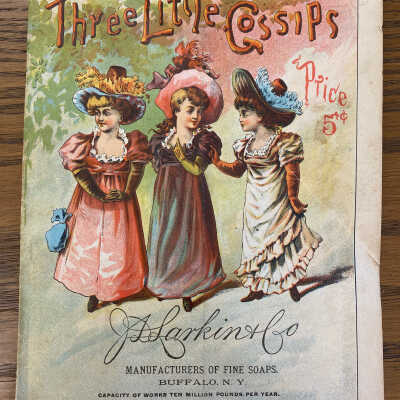 Three Little Gossips
Price
5¢
J.D. Larkin & Co
MANUFACTURERS OF FINE SOAPS.
BUFFALO, N. Y.
CAPACITY OF WORKS TEN MILLION POUNDS PER YEAR.